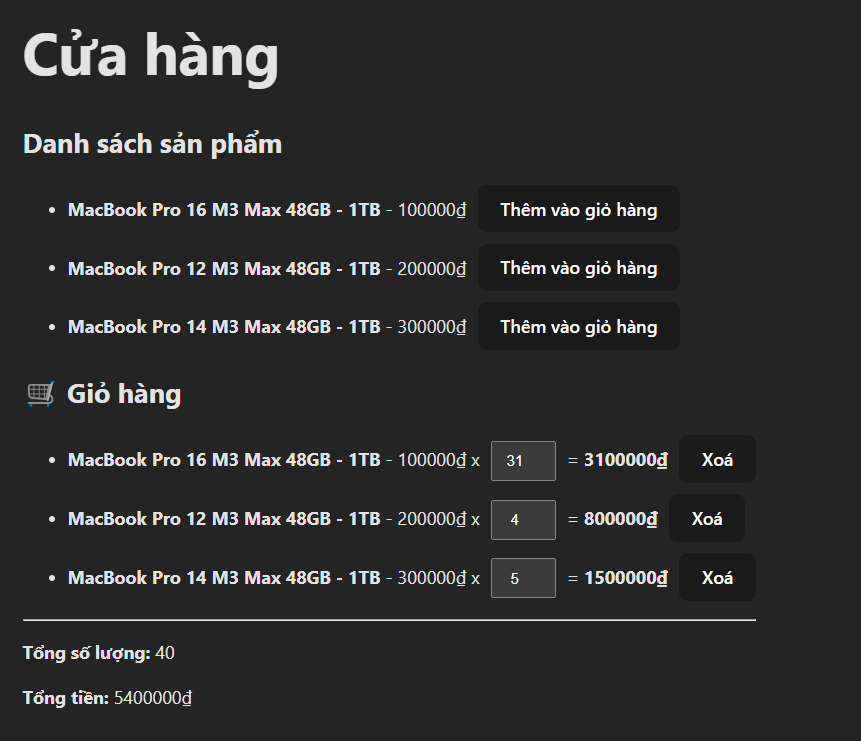 Cửa hàng
Danh sách sản phẩm
MacBook Pro 16 M3 Max 48GB - 1TB - 100000₫ Thêm vào giỏ hàng
MacBook Pro 12 M3 Max 48GB - 1TB - 200000₫ Thêm vào giỏ hàng
MacBook Pro 14 M3 Max 48GB - 1TB - 300000₫ Thêm vào giỏ hàng
🛒 Giỏ hàng
MacBook Pro 16 M3 Max 48GB - 1TB - 100000₫ x 31 = 3100000₫ Xoá
MacBook Pro 12 M3 Max 48GB - 1TB - 200000₫ x 4 = 800000₫ Xoá
MacBook Pro 14 M3 Max 48GB - 1TB - 300000₫ x 5 = 1500000₫ Xoá
Tổng số lượng: 40
Tổng tiền: 5400000₫